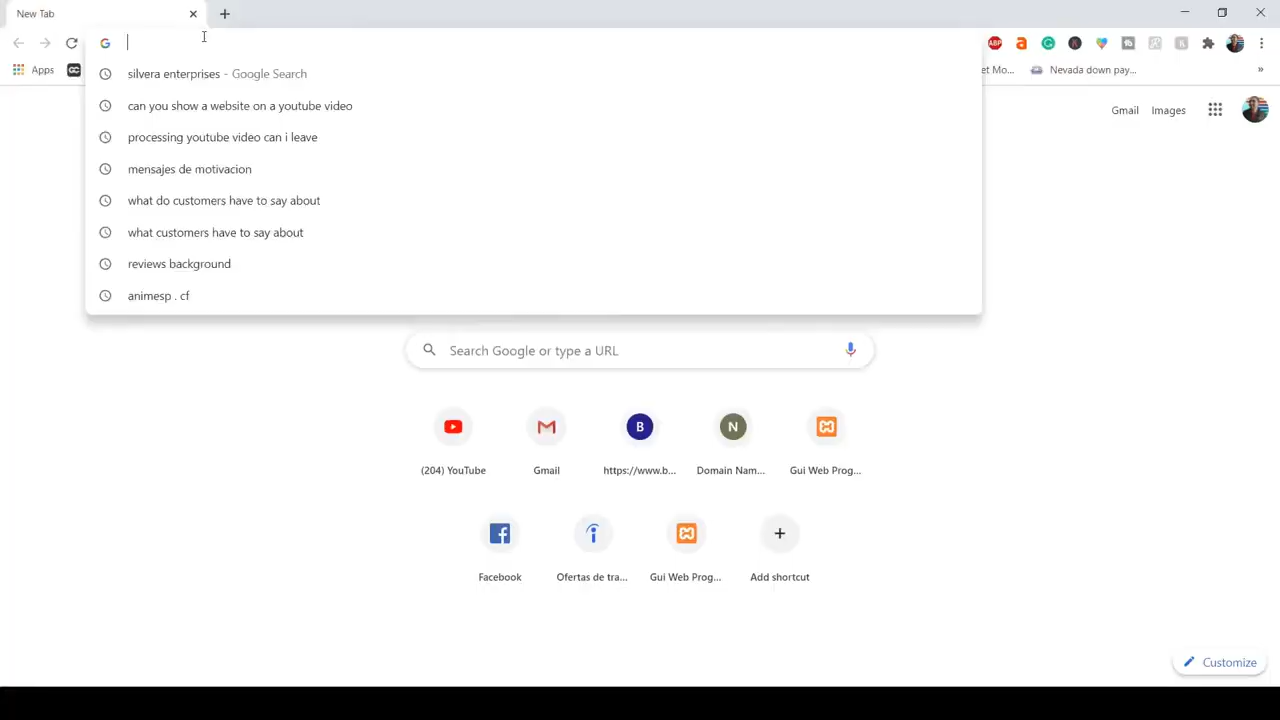 New Tab
Apps
et Mo...
Nevada down pay...
»
silvera enterprises - Google Search
can you show a website on a youtube video
processing youtube video can i leave
mensajes de motivacion
what do customers have to say about
what customers have to say about
reviews background
animesp . cf
Gmail
Images
Search Google or type a URL
B
N
(204) YouTube
Gmail
https://www.b...
Domain Nam...
Gui Web Prog...
Facebook
Ofertas de tra...
Gui Web Prog...
Add shortcut
Customize